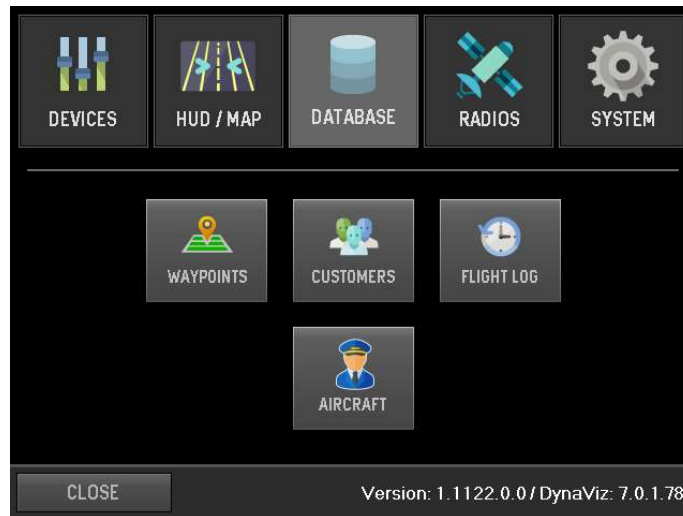 DEVICES
HUD / MAP
DATABASE
RADIOS
SYSTEM
WAYPOINTS
CUSTOMERS
FLIGHT LOG
AIRCRAFT
CLOSE
Version: 1.1122.0.0 / DynaViz: 7.0.1.78